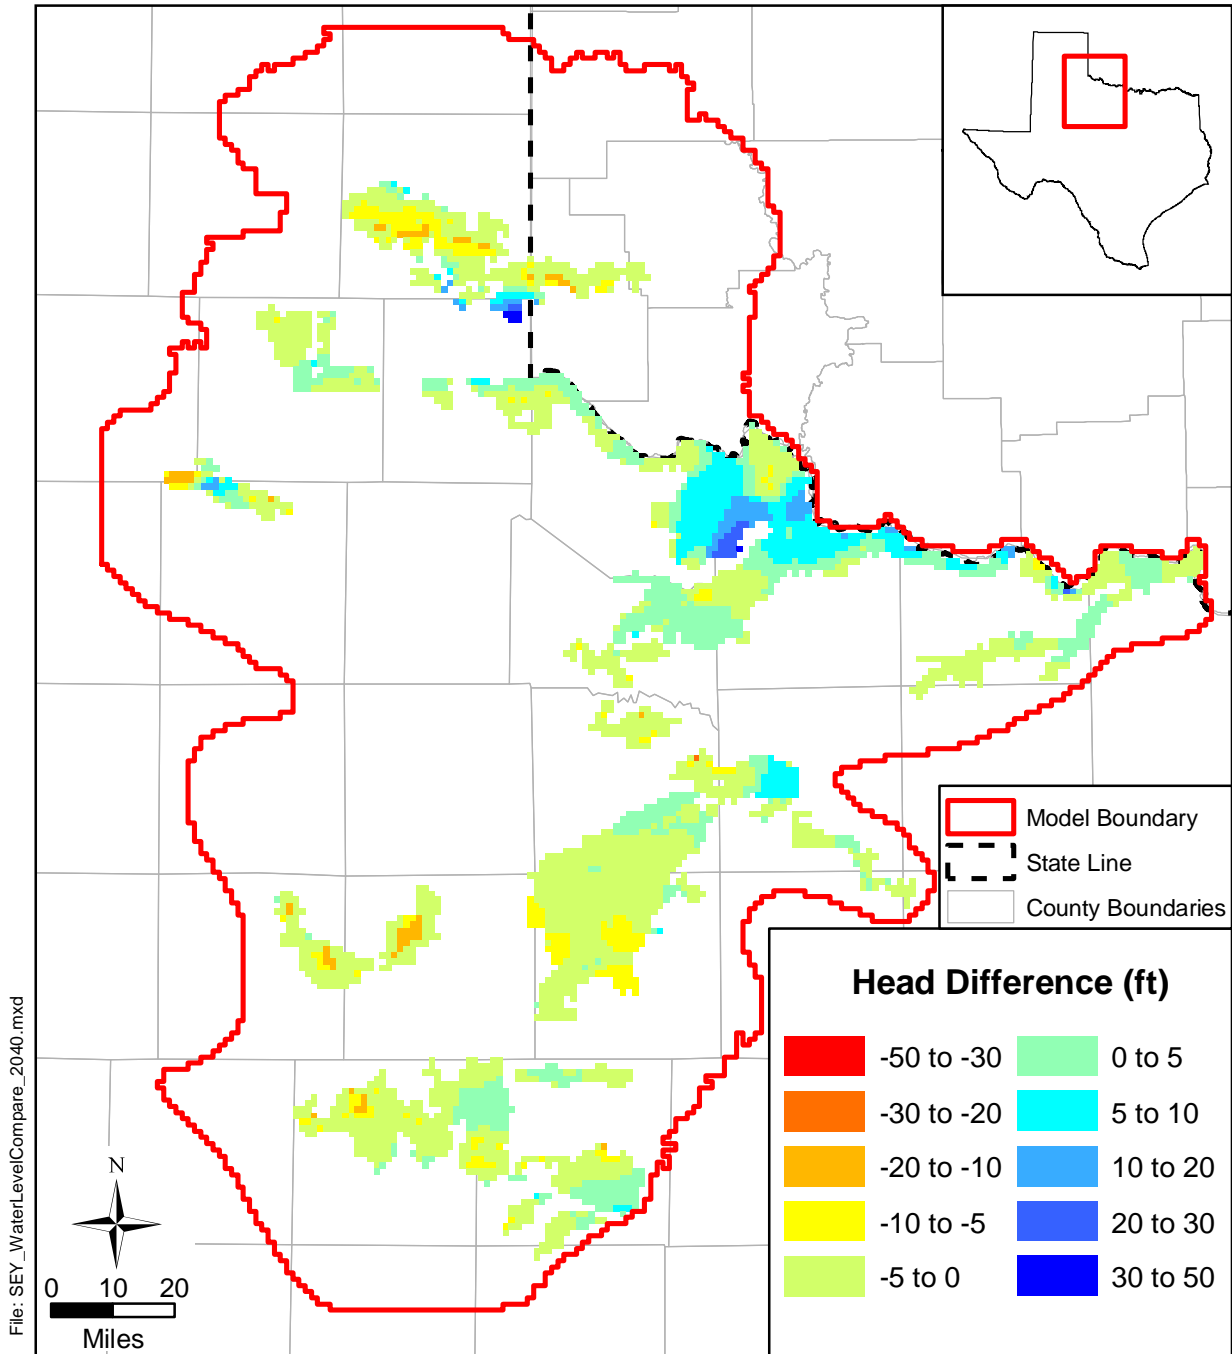 Model Boundary
State Line
County Boundaries
Head Difference (ft)
-50 to -30
0 to 5
-30 to -20
5 to 10
-20 to -10
10 to 20
-10 to -5
20 to 30
-5 to 0
30 to 50
N
0 10 20
Miles
File: SEY_WaterLevelCompare_2040.mxd